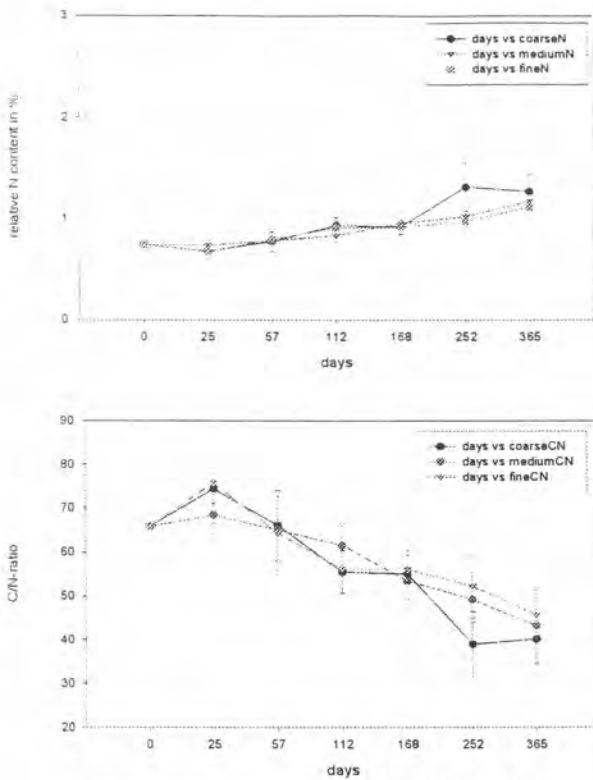 3
days vs coarseN
days vs mediumN
days vs fineN
2
1
0
relative N content in %
0 25 57 112 168 252 365
days
90
days vs coarseCN
days vs mediumCN
days vs fineCN
80
70
60
50
40
30
20
C/N-ratio
0 25 57 112 168 252 365
days